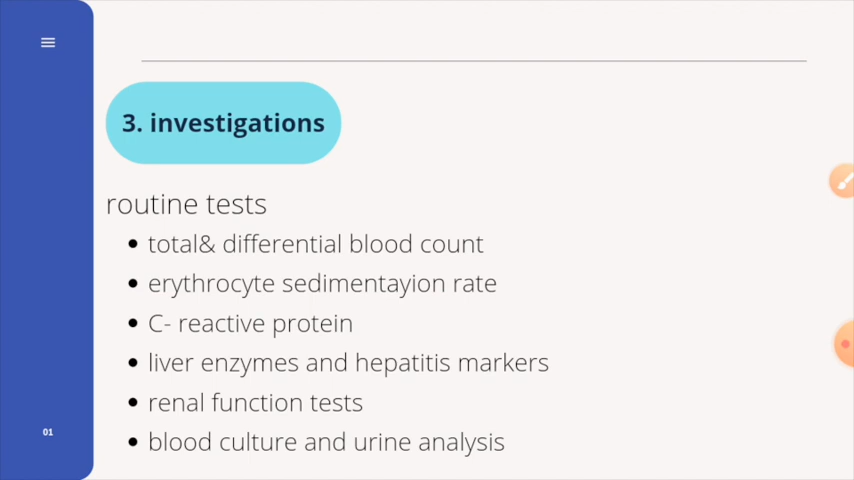 3. investigations
routine tests
total& differential blood count
erythrocyte sedimentayion rate
C- reactive protein
liver enzymes and hepatitis markers
renal function tests
blood culture and urine analysis
01